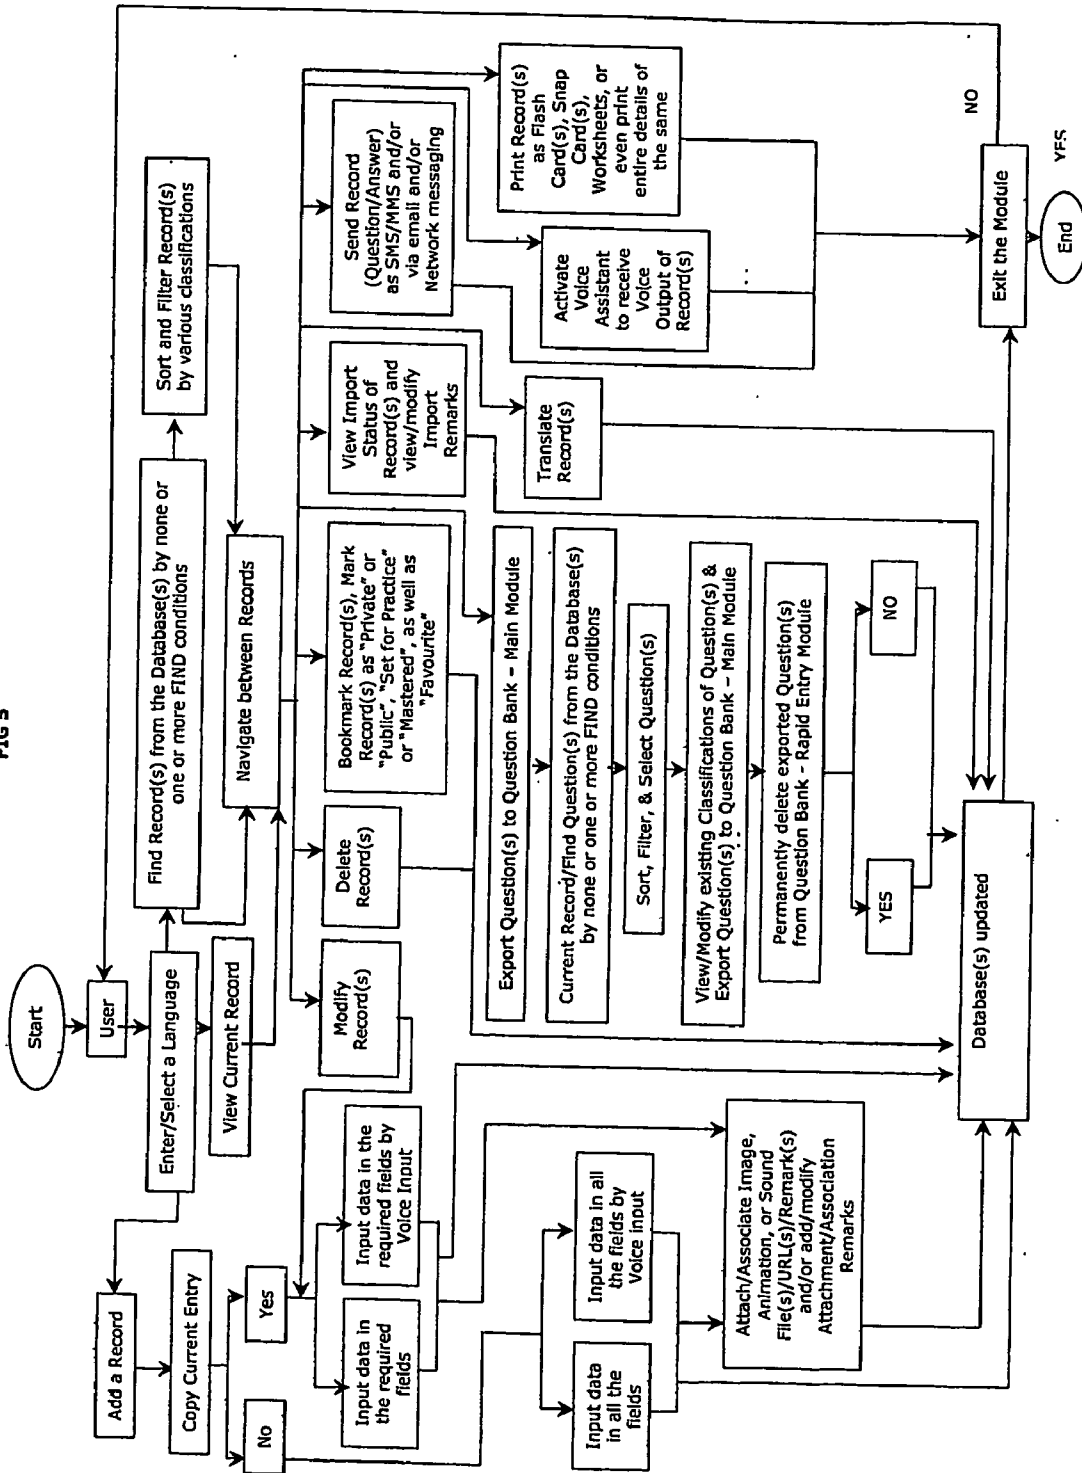 FIG 5
Start
User
Enter/Select a Language
View Current Record
Add a Record
Copy Current Entry
Yes
No
Find Record(s) from the Database(s) by none or
one or more FIND conditions
Sort and Filter Record(s)
by various classifications
Navigate between Records
Modify
Record(s)
Delete
Record(s)
Bookmark Record(s), Mark
Record(s) as "Private" or
"Public", "Set for Practice"
or "Mastered", as well as
"Favourite"
View Import
Status of
Record(s) and
view/modify
Import
Remarks
Send Record
(Question/Answer)
as SMS/MMS and/or
via email and/or
Network messaging
Input data in
the required
fields
Input data in the
required fields by
Voice Input
Export Question(s) to Question Bank - Main Module
Translate
Record(s)
Activate
Voice
Assistant
to receive
Voice
Output of
Record(s)
Print Record(s)
as Flash
Card(s), Snap
Card(s),
Worksheets, or
even print
entire details of
the same
Current Record/Find Question(s) from the Database(s)
by none or one or more FIND conditions
Sort, Filter, & Select Question(s)
Input data
in all the
fields
Input data in all
the fields by
Voice input
View/Modify existing Classifications of Question(s) &
Export Question(s) to Question Bank - Main Module
Permanently delete exported Question(s)
from Question Bank - Rapid Entry Module
YES
NO
Attach/Associate Image,
Animation, or Sound
File(s)/URL(s)/Remark(s)
and/or add/modify
Attachment/Association
Remarks
Database(s) updated
Exit the Module
NO
YES
End